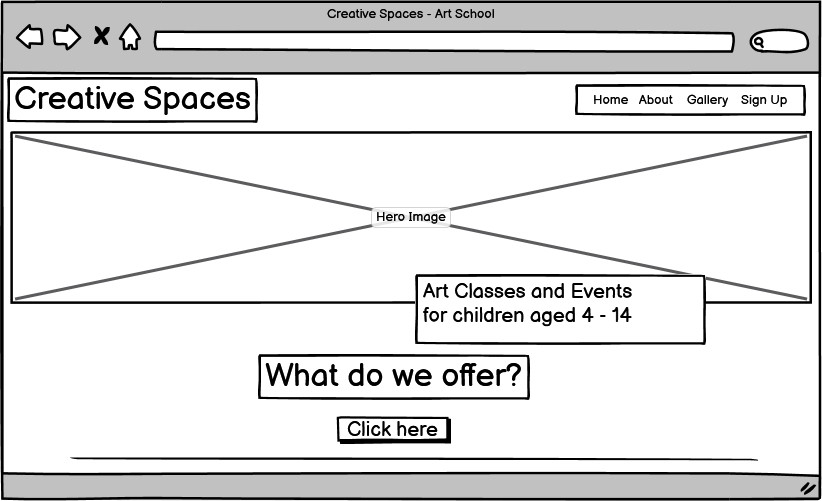 Creative Spaces - Art School
Creative Spaces
Home About Gallery Sign Up
Hero Image
Art Classes and Events
for children aged 4 - 14
What do we offer?
Click here